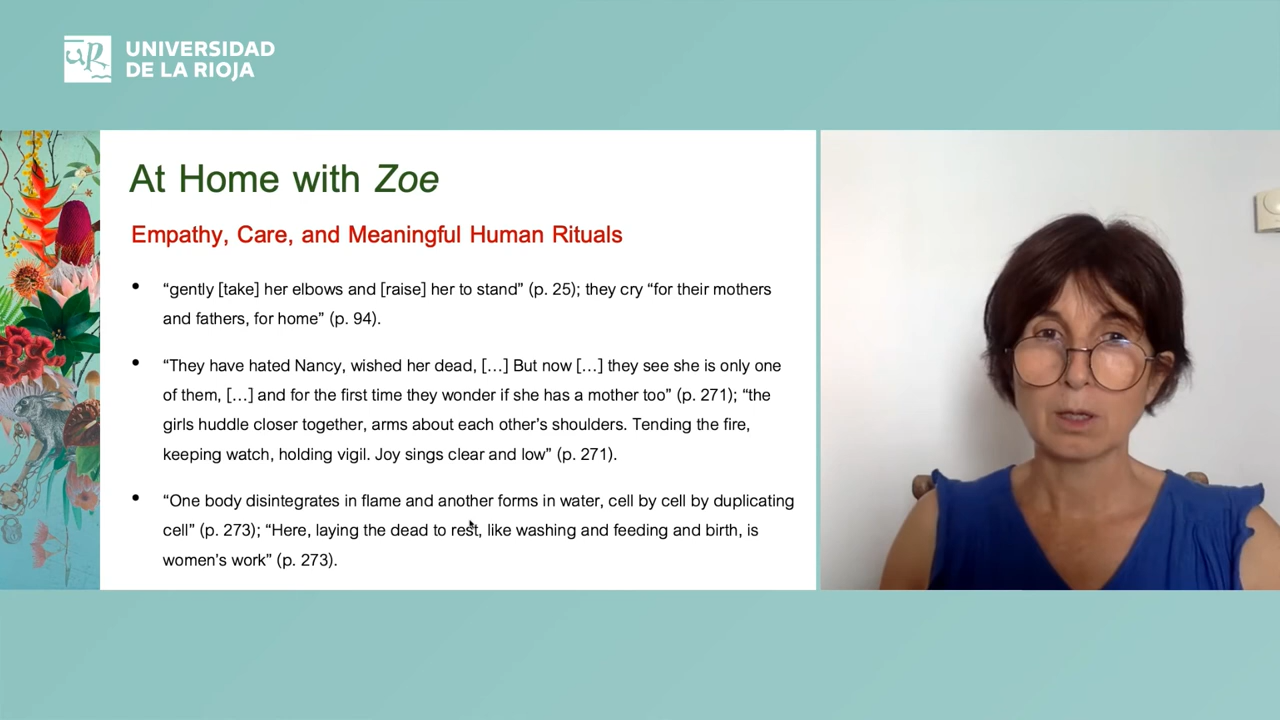 UNIVERSIDAD
DE LA RIOJA
At Home with Zoe
Empathy, Care, and Meaningful Human Rituals
• “gently [take] her elbows and [raise] her to stand” (p. 25); they cry “for their mothers
and fathers, for home” (p. 94).
• “They have hated Nancy, wished her dead, […] But now […] they see she is only one
of them, […] and for the first time they wonder if she has a mother too” (p. 271); “the
girls huddle closer together, arms about each other’s shoulders. Tending the fire,
keeping watch, holding vigil. Joy sings clear and low” (p. 271).
• “One body disintegrates in flame and another forms in water, cell by cell by duplicating
cell” (p. 273); “Here, laying the dead to rest, like washing and feeding and birth, is
women’s work” (p. 273).